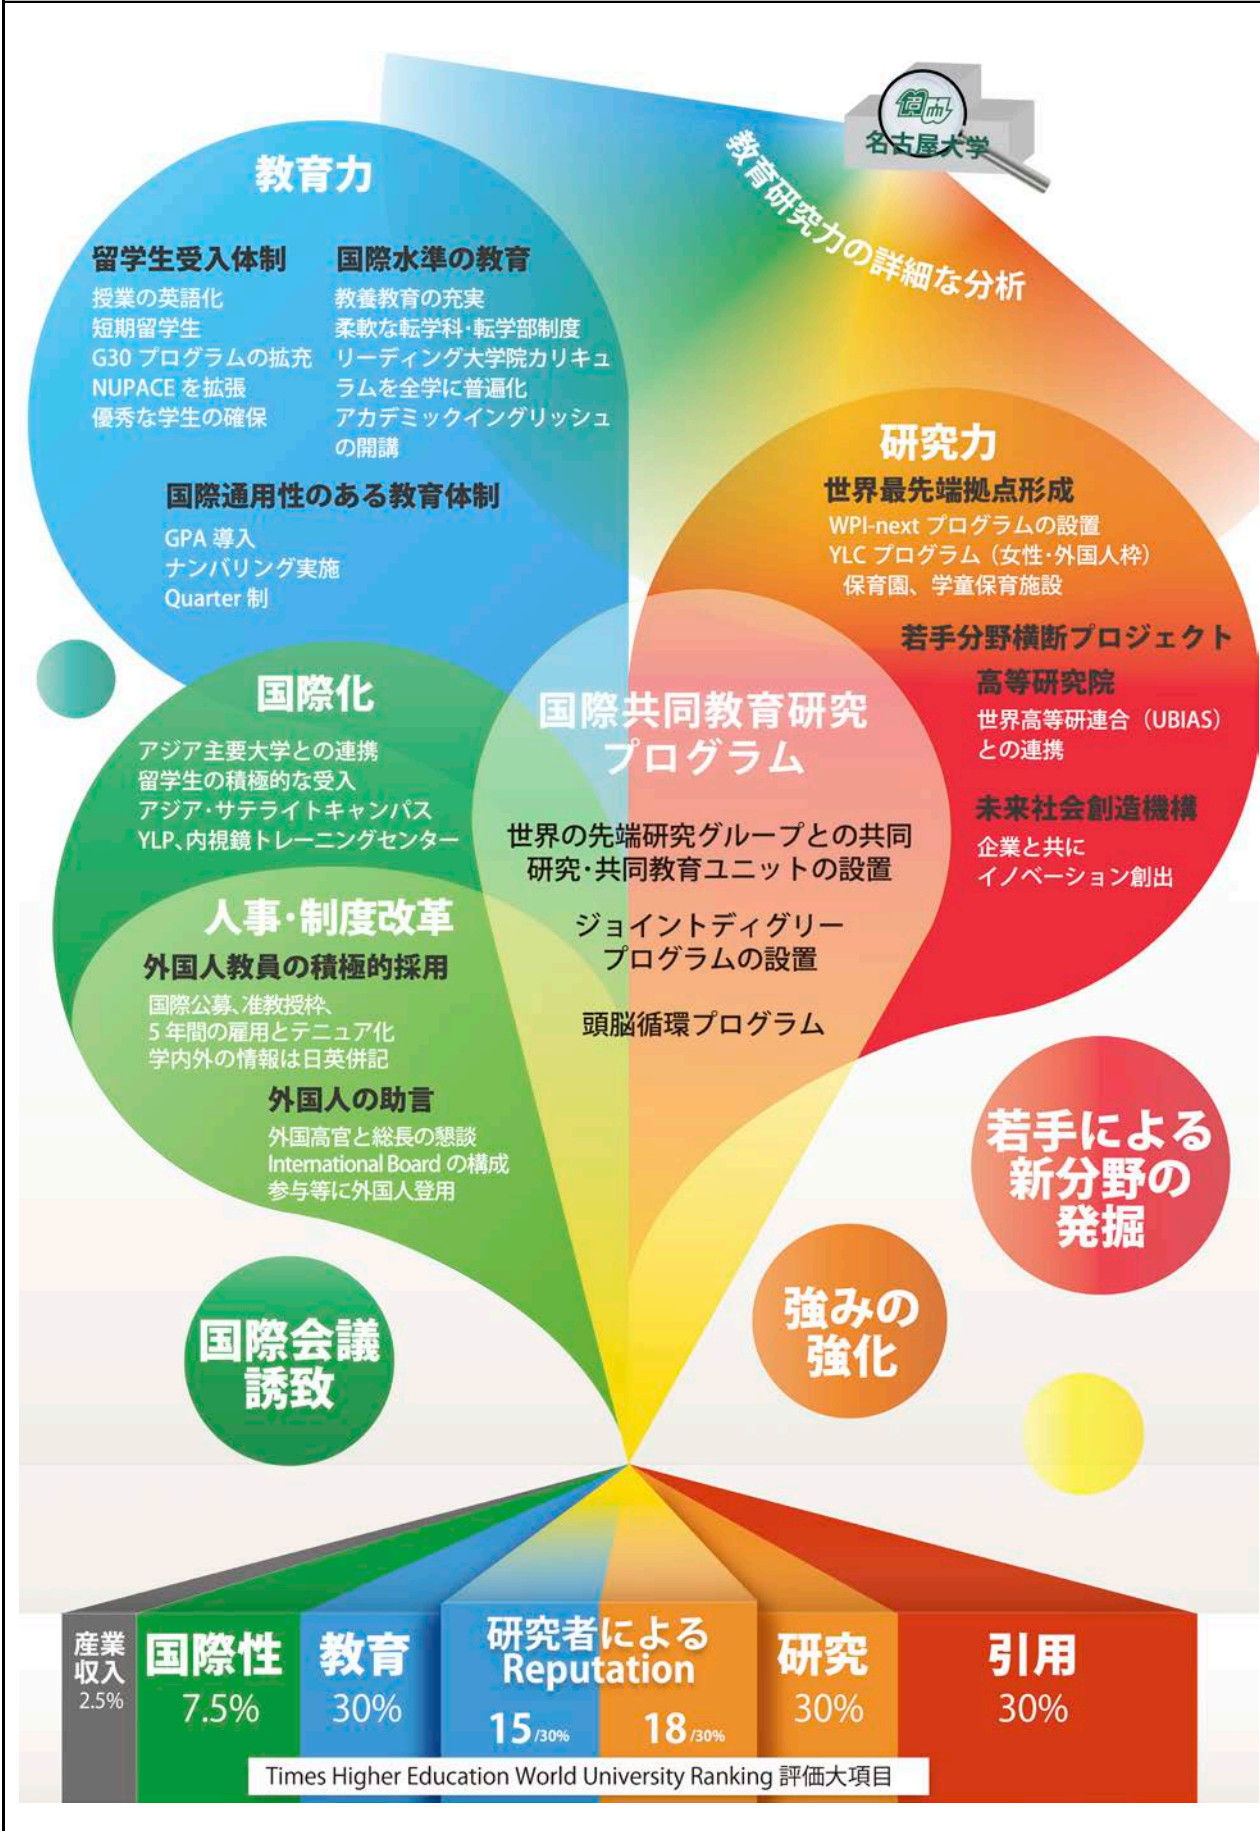 名大
名古屋大学
教育研究力の詳細な分析
教育力
留学生受入体制
授業の英語化
短期留学生
G30 プログラムの拡充
NUPACE を拡張
優秀な学生の確保
国際水準の教育
教養教育の充実
柔軟な転学科・転学部制度
リーディング大学院カリキュ
ラムを全学に普遍化
アカデミックイングリッシュ
の開講
国際通用性のある教育体制
GPA 導入
ナンバリング実施
Quarter 制
研究力
世界最先端拠点形成
WPI-next プログラムの設置
YLC プログラム（女性・外国人枠）
保育園、学童保育施設
若手分野横断プロジェクト
高等研究院
世界高等研連合（UBIAS）
との連携
未来社会創造機構
企業と共に
イノベーション創出
国際化
アジア主要大学との連携
留学生の積極的な受入
アジア・サテライトキャンパス
YLP、内視鏡トレーニングセンター
国際共同教育研究
プログラム
世界の先端研究グループとの共同
研究・共同教育ユニットの設置
ジョイントディグリー
プログラムの設置
頭脳循環プログラム
人事・制度改革
外国人教員の積極的採用
国際公募、准教授枠、
5 年間の雇用とテニュア化
学内外の情報は日英併記
外国人の助言
外国高官と総長の懇談
International Board の構成
参与等に外国人登用
若手による
新分野の
発掘
強みの
強化
国際会議
誘致
産業
収入
2.5%
国際性
7.5%
教育
30%
研究者による
Reputation
15/30%
18/30%
研究
30%
引用
30%
Times Higher Education World University Ranking 評価大項目